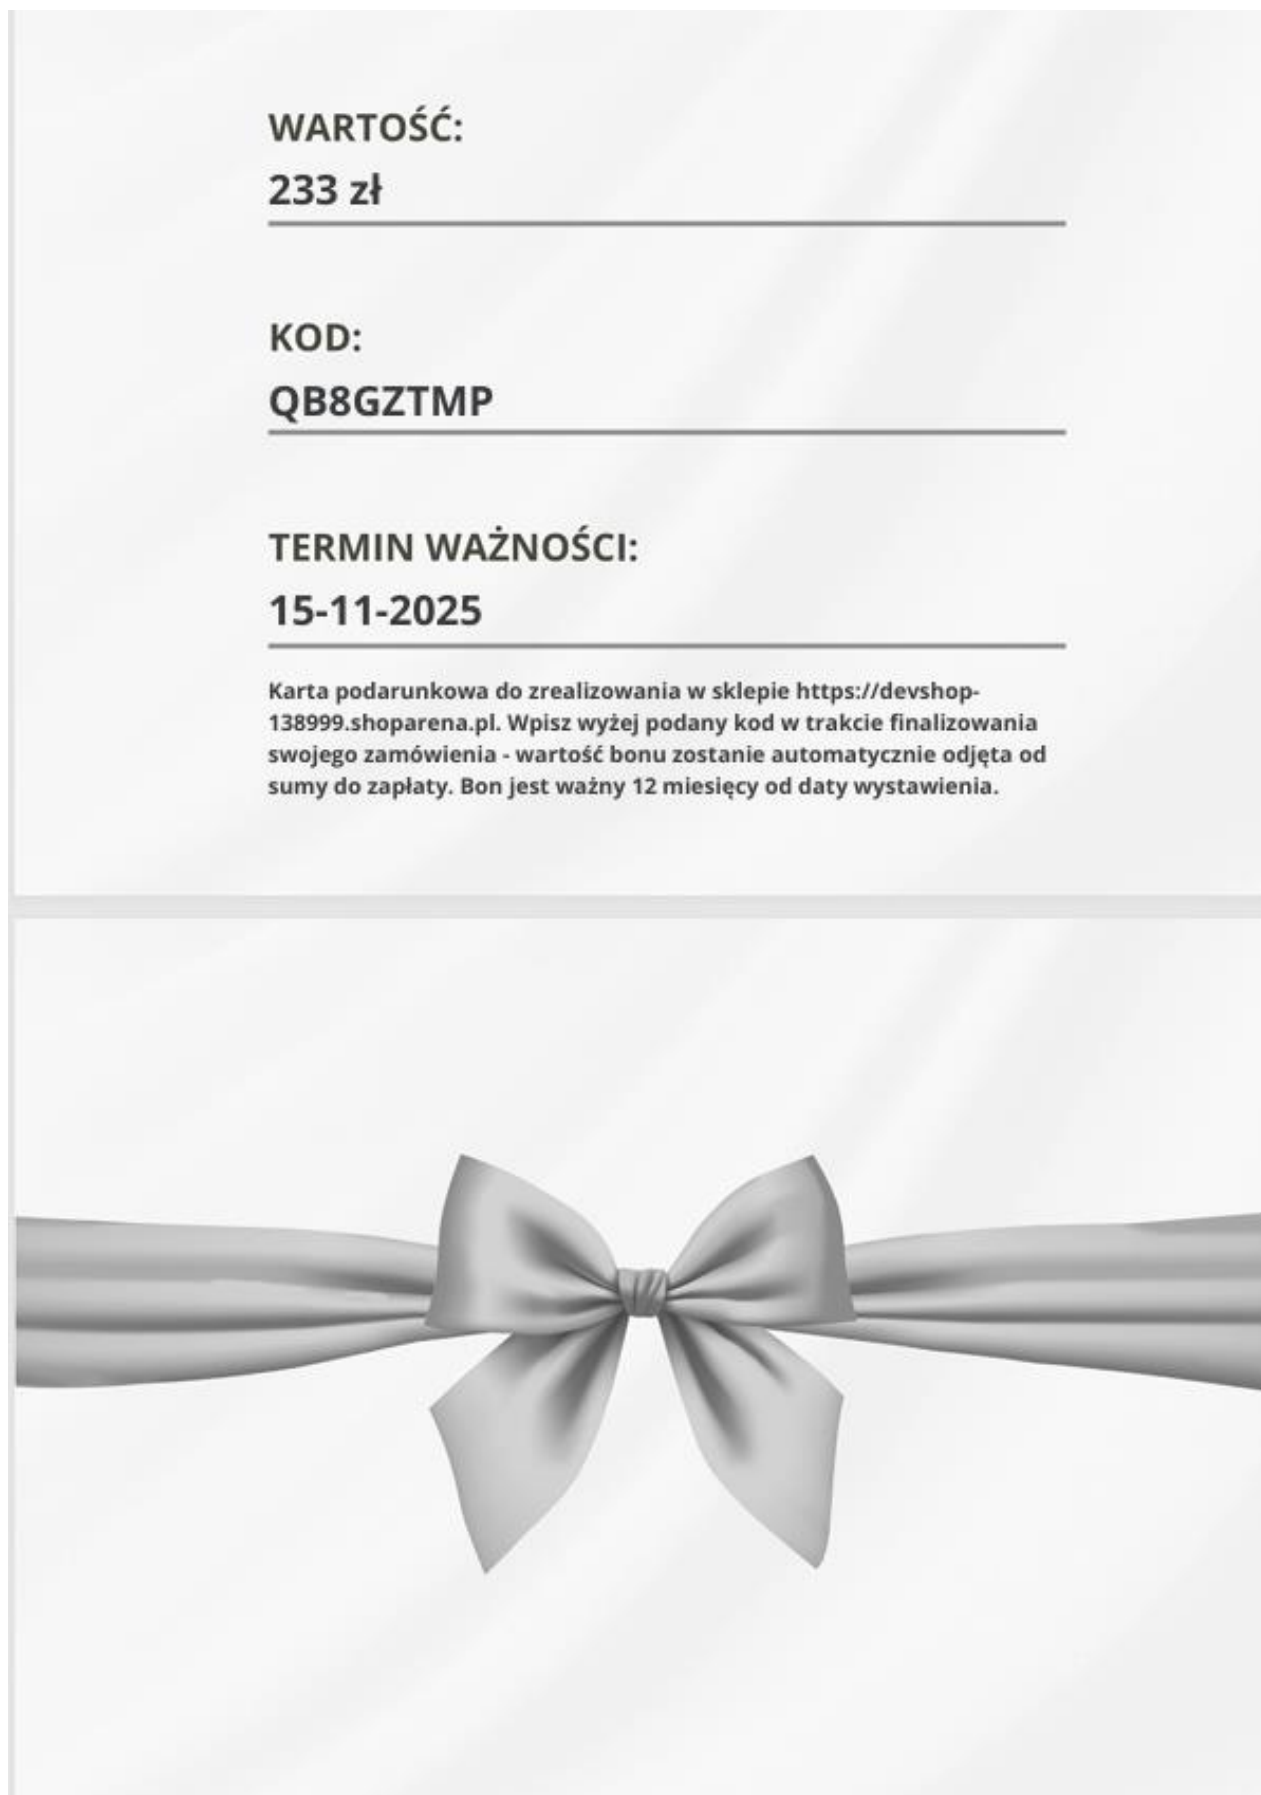 WARTOŚĆ:
233 zł
KOD:
QB8GZTMP
TERMIN WAŻNOŚCI:
15-11-2025
Karta podarunkowa do zrealizowania w sklepie https://devshop-
138999.shoparena.pl. Wpisz wyżej podany kod w trakcie finalizowania
swojego zamówienia - wartość bonu zostanie automatycznie odjęta od
sumy do zapłaty. Bon jest ważny 12 miesięcy od daty wystawienia.